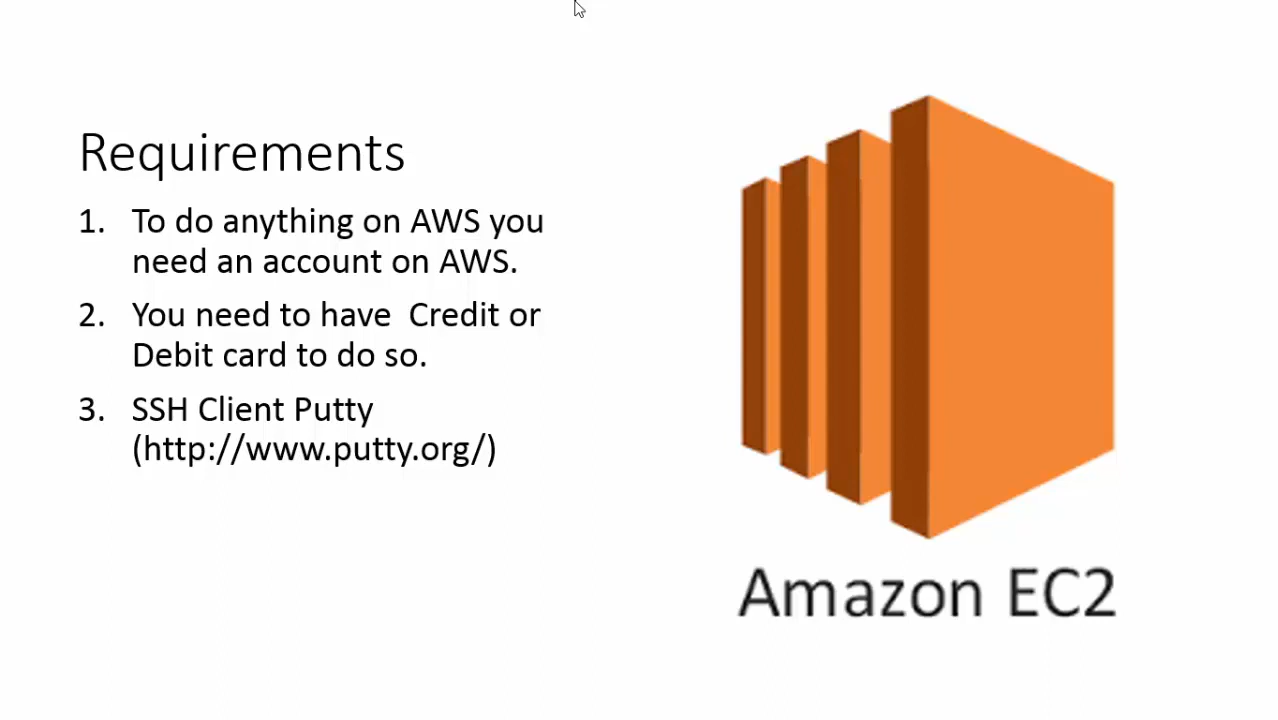 Requirements
1. To do anything on AWS you
need an account on AWS.
2. You need to have  Credit or
Debit card to do so.
3. SSH Client Putty
(http://www.putty.org/)
Amazon EC2